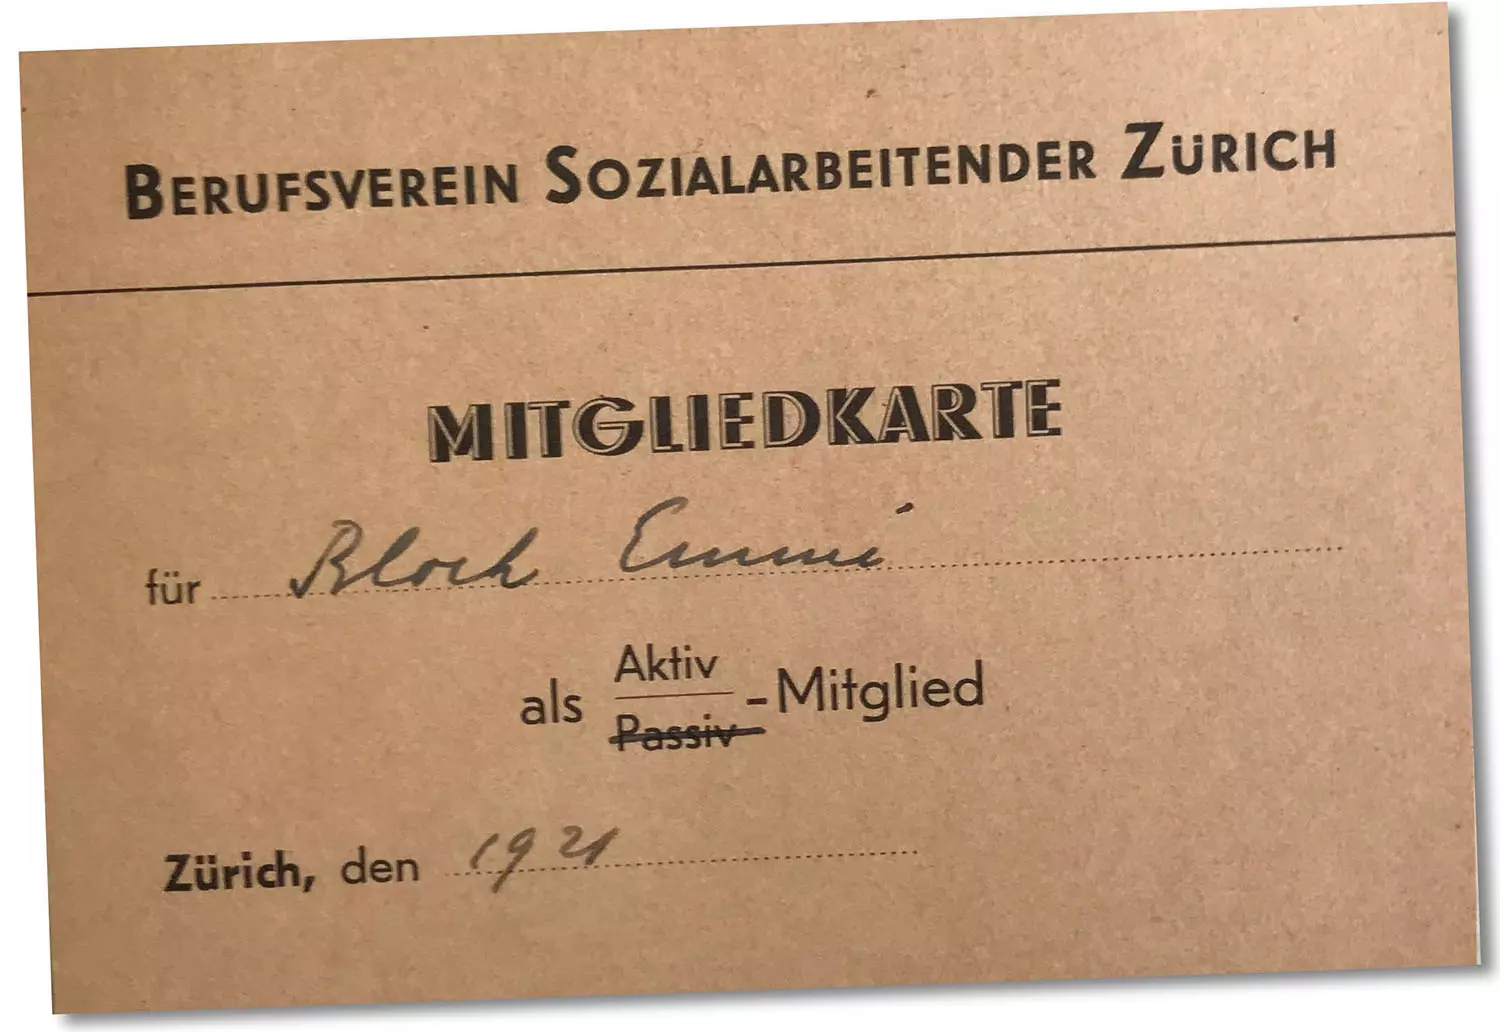 BERUFSVEREIN SOZIALARBEITENDER ZÜRICH
MITGLIEDKARTE
für Bloch Emmi
als Aktiv
Passiv -Mitglied
Zürich, den 1921